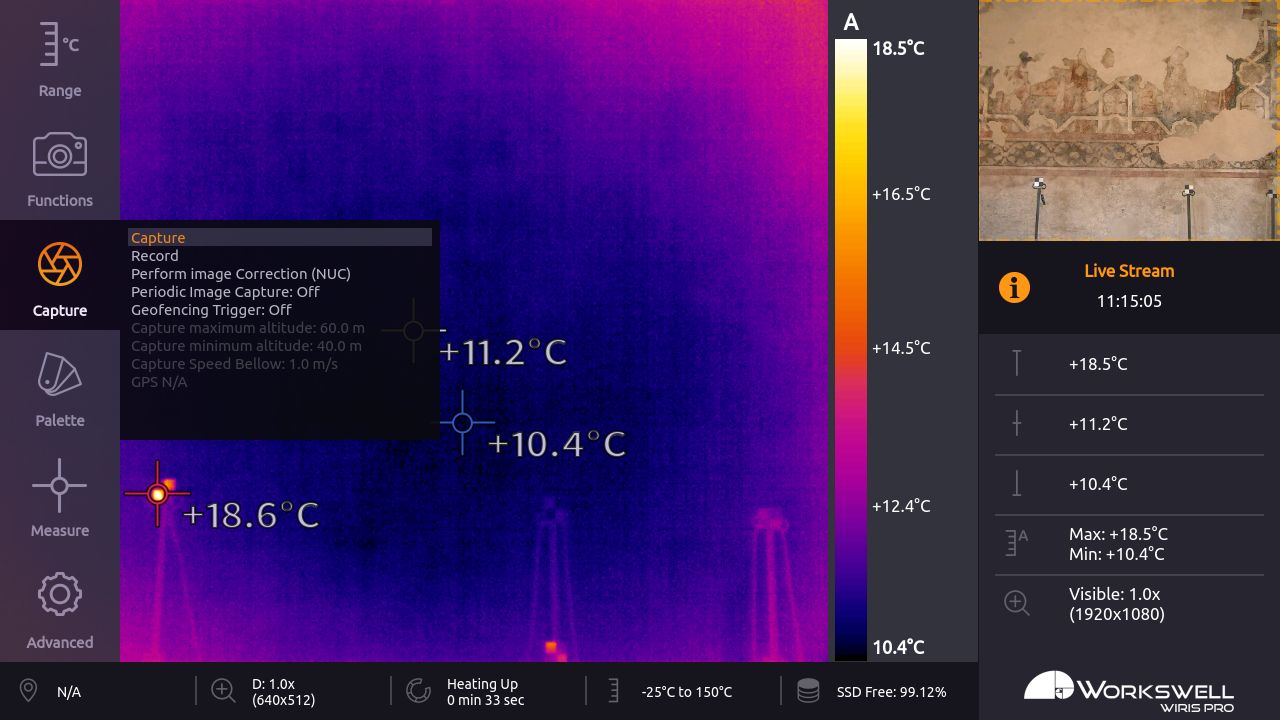 °C
Range
Functions
Capture
Palette
Measure
Advanced
Capture
Record
Perform image Correction (NUC)
Periodic Image Capture: Off
Geofencing Trigger: Off
Capture maximum altitude: 60.0 m
Capture minimum altitude: 40.0 m
Capture Speed Bellow: 1.0 m/s
GPS N/A
+11.2°C
+10.4°C
+18.6°C
A
18.5°C
+16.5°C
+14.5°C
+12.4°C
10.4°C
Live Stream
11:15:05
+18.5°C
+11.2°C
+10.4°C
A
Max: +18.5°C
Min: +10.4°C
Visible: 1.0x
(1920x1080)
N/A
D: 1.0x
(640x512)
Heating Up
0 min 33 sec
-25°C to 150°C
SSD Free: 99.12%
WORKSWELL
WIRIS PRO